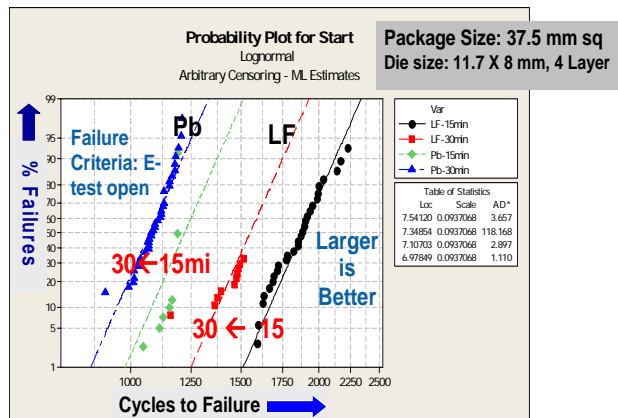 Probability Plot for Start
Lognormal
Arbitrary Censoring - ML Estimates
Package Size: 37.5 mm sq
Die size: 11.7 X 8 mm, 4 Layer
% Failures
99
95
90
80
70
60
50
40
30
20
10
5
1
Failure
Criteria: E-
test open
Pb
LF
30←15mi
30 ← 15
Larger
is
Better
1000
1250
1500
1750
2000
2250
2500
Cycles to Failure
Var
LF-15min
LF-30min
Pb-15min
Pb-30min
Table of Statistics
Loc Scale AD*
7.54120 0.0937068 3.657
7.34854 0.0937068 118.168
7.10703 0.0937068 2.897
6.97849 0.0937068 1.110